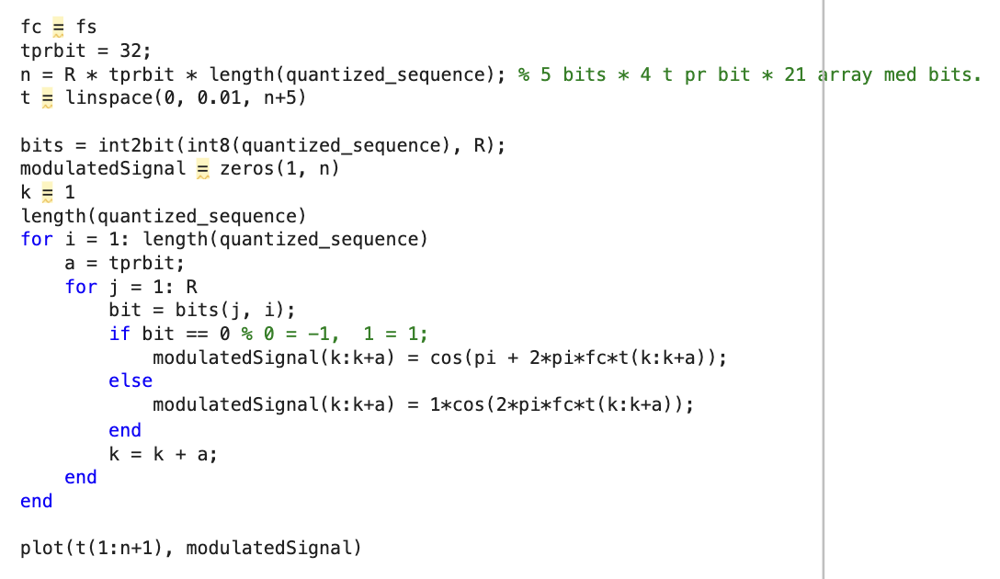 fc = fs
tprbit = 32;
n = R * tprbit * length(quantized_sequence); % 5 bits * 4 t pr bit * 21 array med bits.
t = linspace(0, 0.01, n+5)
bits = int2bit(int8(quantized_sequence), R);
modulatedSignal = zeros(1, n)
k = 1
length(quantized_sequence)
for i = 1: length(quantized_sequence)
    a = tprbit;
    for j = 1: R
        bit = bits(j, i);
        if bit == 0 % 0 = -1,  1 = 1;
            modulatedSignal(k:k+a) = cos(pi + 2*pi*fc*t(k:k+a));
        else
            modulatedSignal(k:k+a) = 1*cos(2*pi*fc*t(k:k+a));
        end
        k = k + a;
    end
end
plot(t(1:n+1), modulatedSignal)